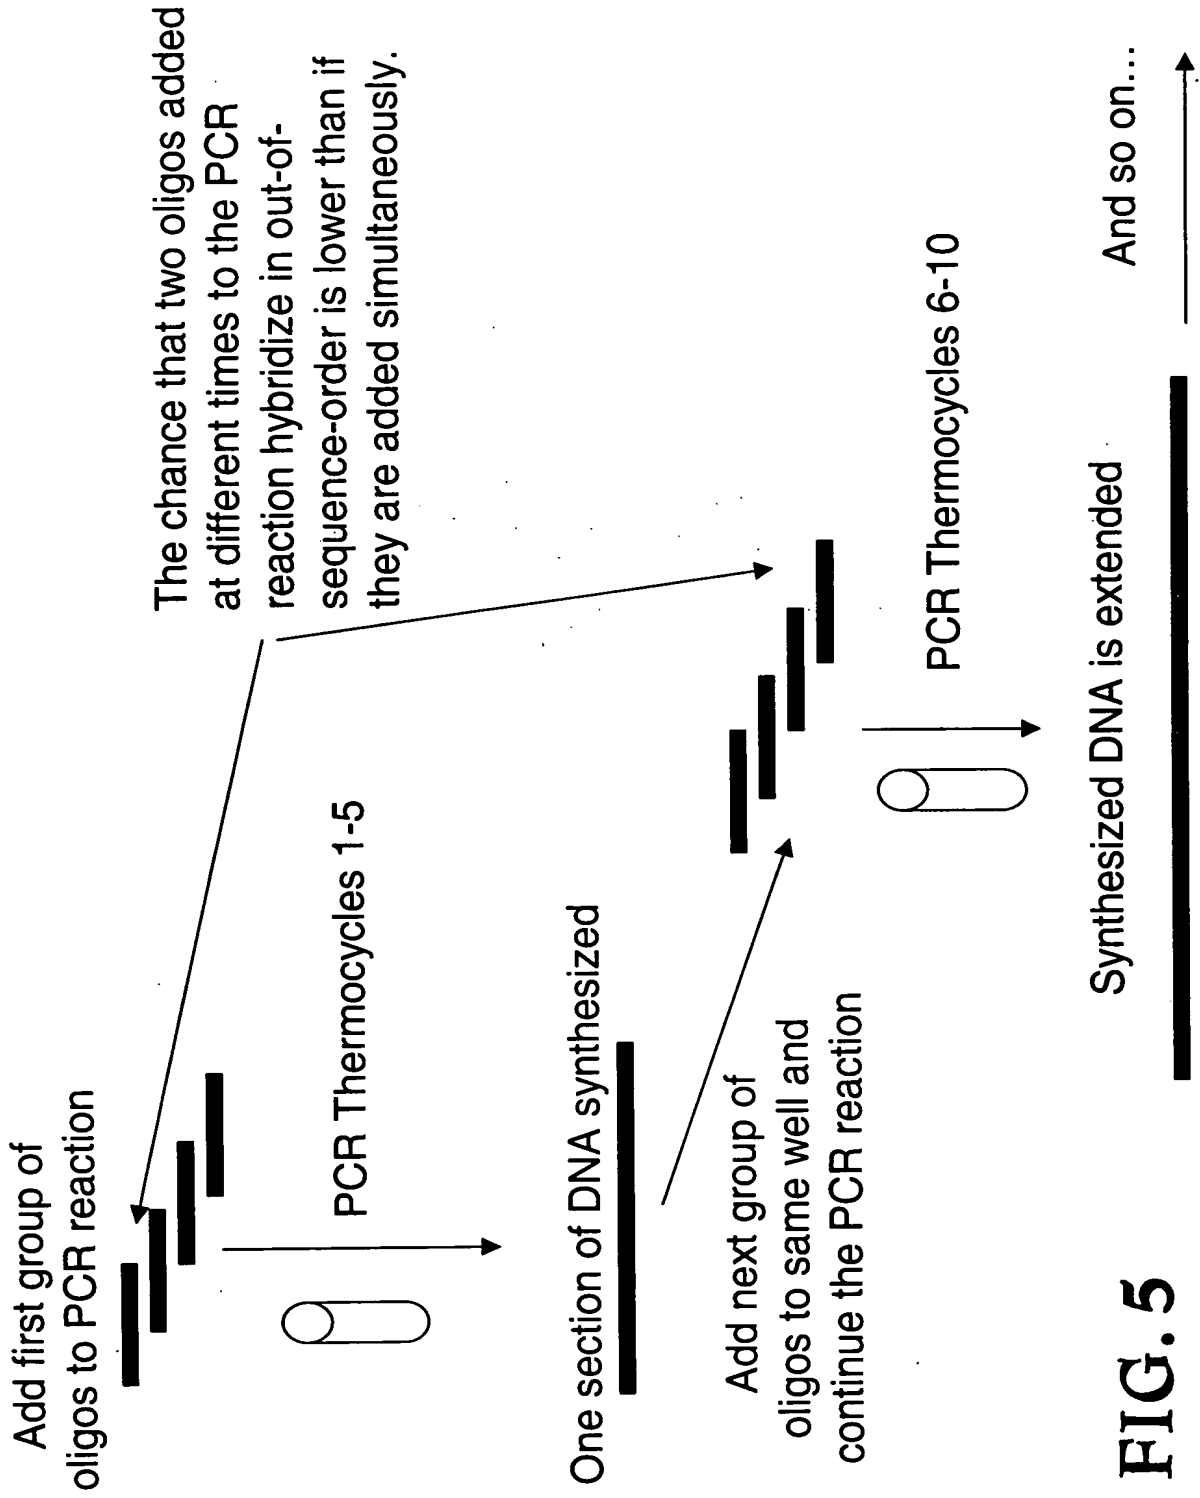 Add first group of
oligos to PCR reaction
The chance that two oligos added
at different times to the PCR
reaction hybridize in out-of-
sequence-order is lower than if
they are added simultaneously.
PCR Thermocycles 1-5
One section of DNA synthesized
Add next group of
oligos to same well and
continue the PCR reaction
PCR Thermocycles 6-10
Synthesized DNA is extended
And so on...
FIG. 5